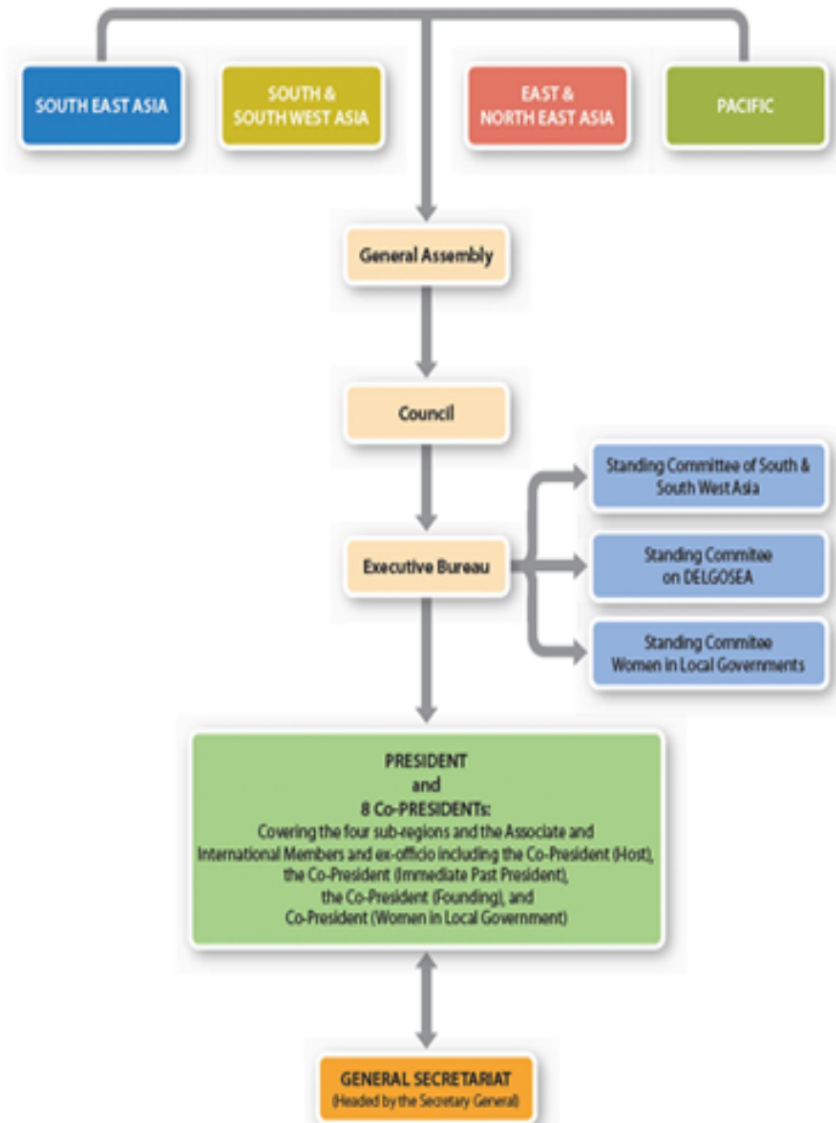 SOUTH EAST ASIA
SOUTH &
SOUTH WEST ASIA
EAST &
NORTH EAST ASIA
PACIFIC
General Assembly
Council
Executive Bureau
Standing Committee of South &
South West Asia
Standing Commitee
on DELGOSEA
Standing Commitee
Women in Local Governments
PRESIDENT
and
8 Co-PRESIDENTs:
Covering the four sub-regions and the Associate and
International Members and ex-officio including the Co-President (Host),
the Co-President (Immediate Past President),
the Co-President (Founding), and
Co-President (Women in Local Government)
GENERAL SECRETARIAT
(Headed by the Secretary General)